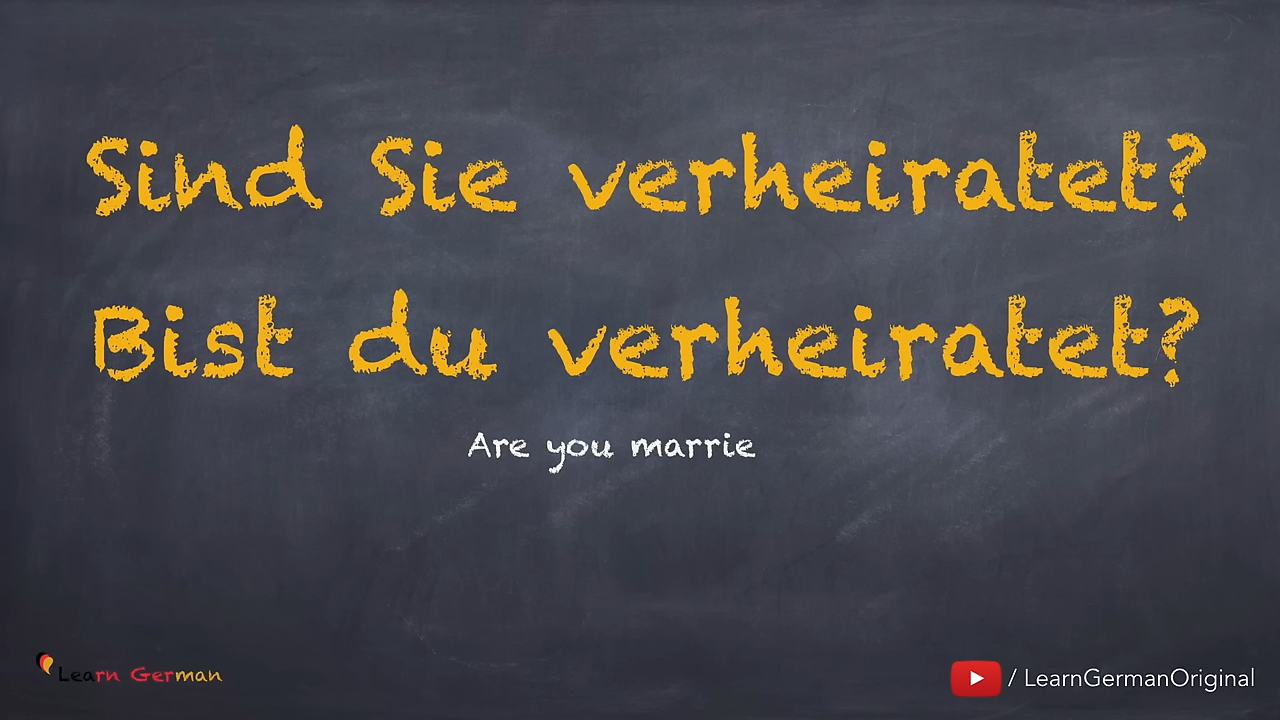 Sind Sie verheiratet?
Bist du verheiratet?
Are you marrie
Learn German
/ LearnGermanOriginal